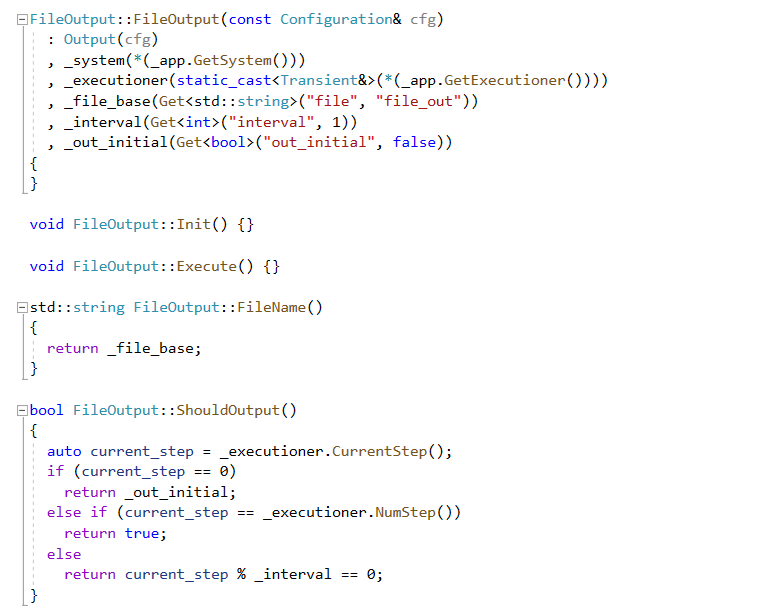 FileOutput::FileOutput(const Configuration& cfg)
  : Output(cfg)
  , _system(*(_app.GetSystem()))
  , _executioner(static_cast<Transient&>(*(_app.GetExecutioner())))
  , _file_base(Get<std::string>("file", "file_out"))
  , _interval(Get<int>("interval", 1))
  , _out_initial(Get<bool>("out_initial", false))
{
}
void FileOutput::Init() {}
void FileOutput::Execute() {}
std::string FileOutput::FileName()
{
  return _file_base;
}
bool FileOutput::ShouldOutput()
{
  auto current_step = _executioner.CurrentStep();
  if (current_step == 0)
    return _out_initial;
  else if (current_step == _executioner.NumStep())
    return true;
  else
    return current_step % _interval == 0;
}